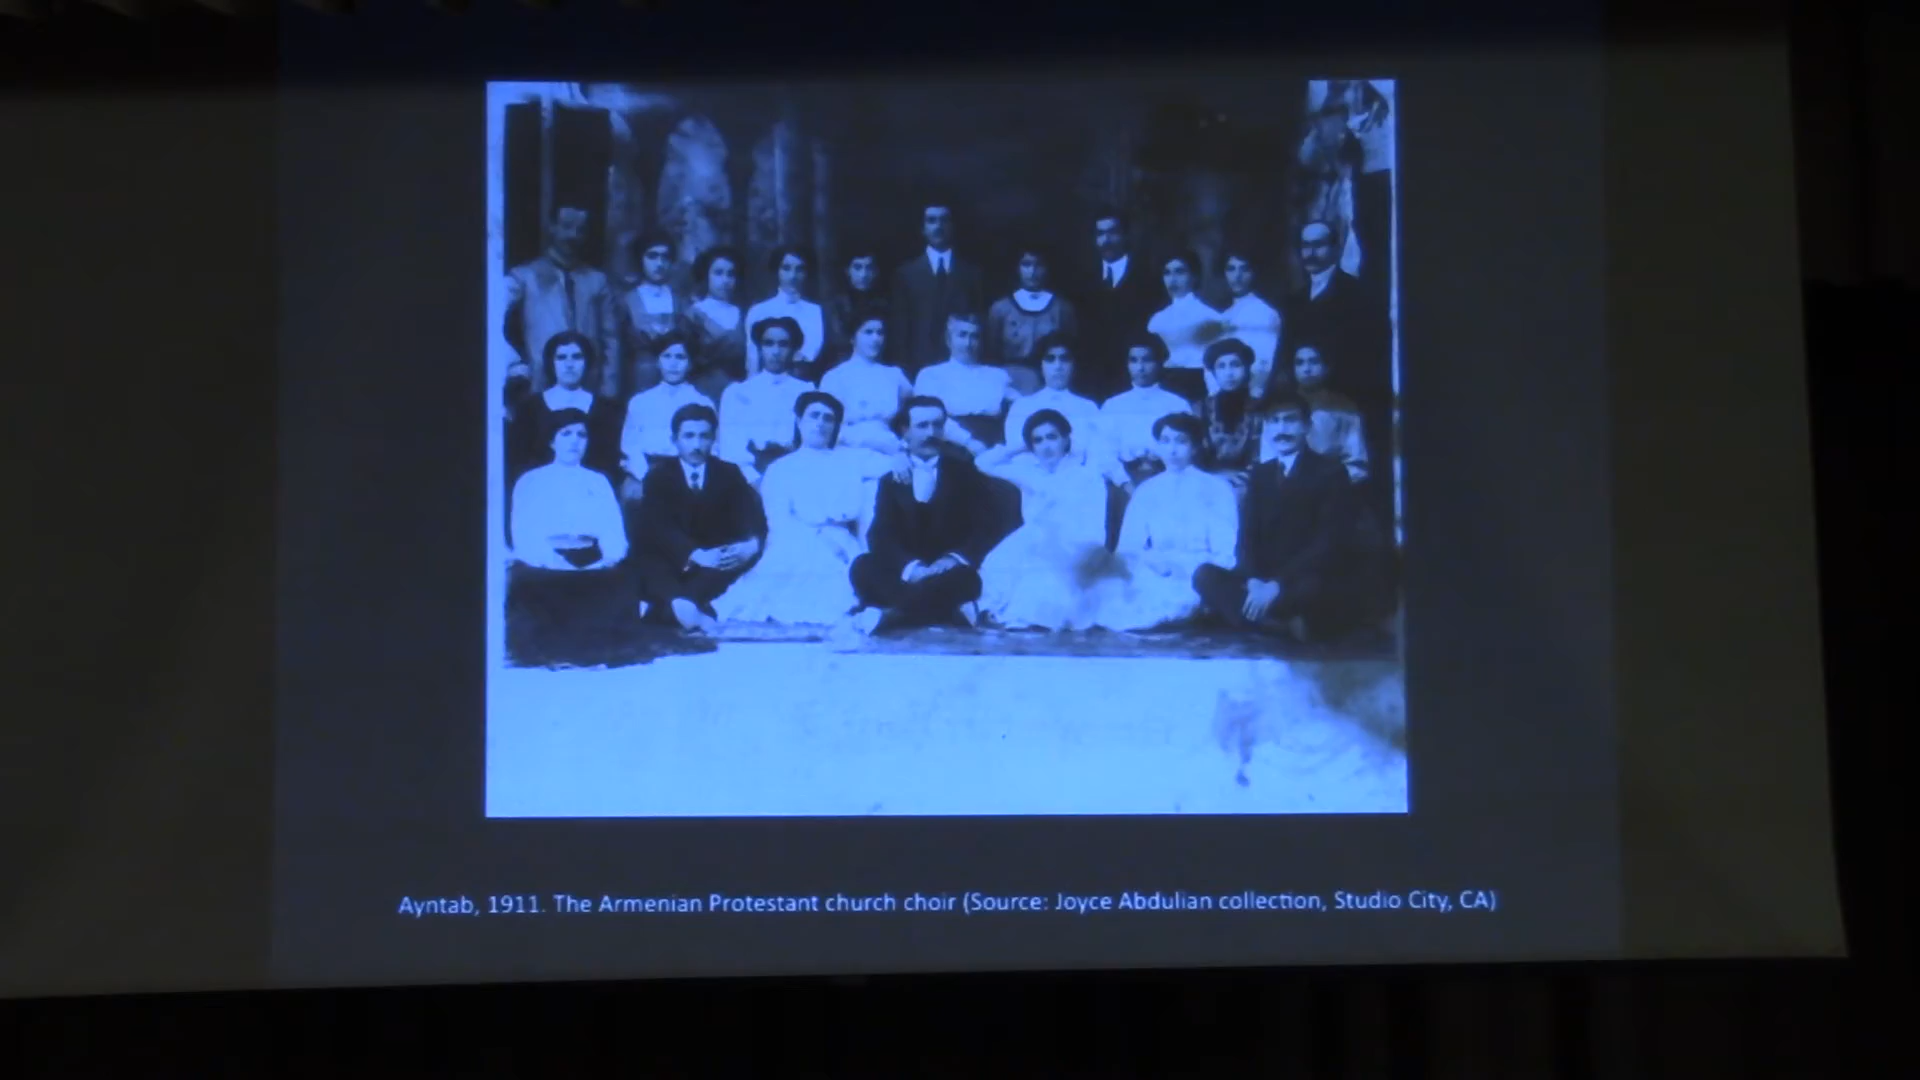 Ayntab, 1911. The Armenian Protestant church choir (Source: Joyce Abdulian collection, Studio City, CA)